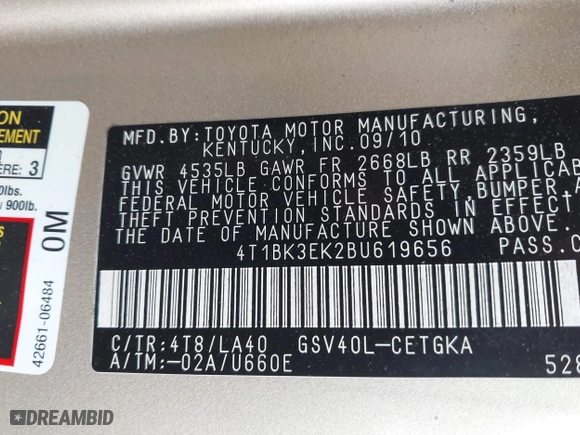 ON
EMENT
R
ERE: 3
0lbs.
900lb.
OM
42661-06484
MFD.BY:TOYOTA MOTOR MANUFACTURING,
KENTUCKY,INC.09/10
GVWR 4535LB GAWR FR 2668LB RR 2359LB
THIS VEHICLE CONFORMS TO ALL APPLICAB
FEDERAL MOTOR VEHICLE SAFETY, BUMPER, A
THEFT PREVENTION STANDARDS IN EFFECT
THE DATE OF MANUFACTURE SHOWN ABOVE.
4T1BK3EK2BU619656 PASS.C
C/TR:4T8/LA40 GSV40L-CETGKA
A/TM:-02A/U660E 528
DREAMBID